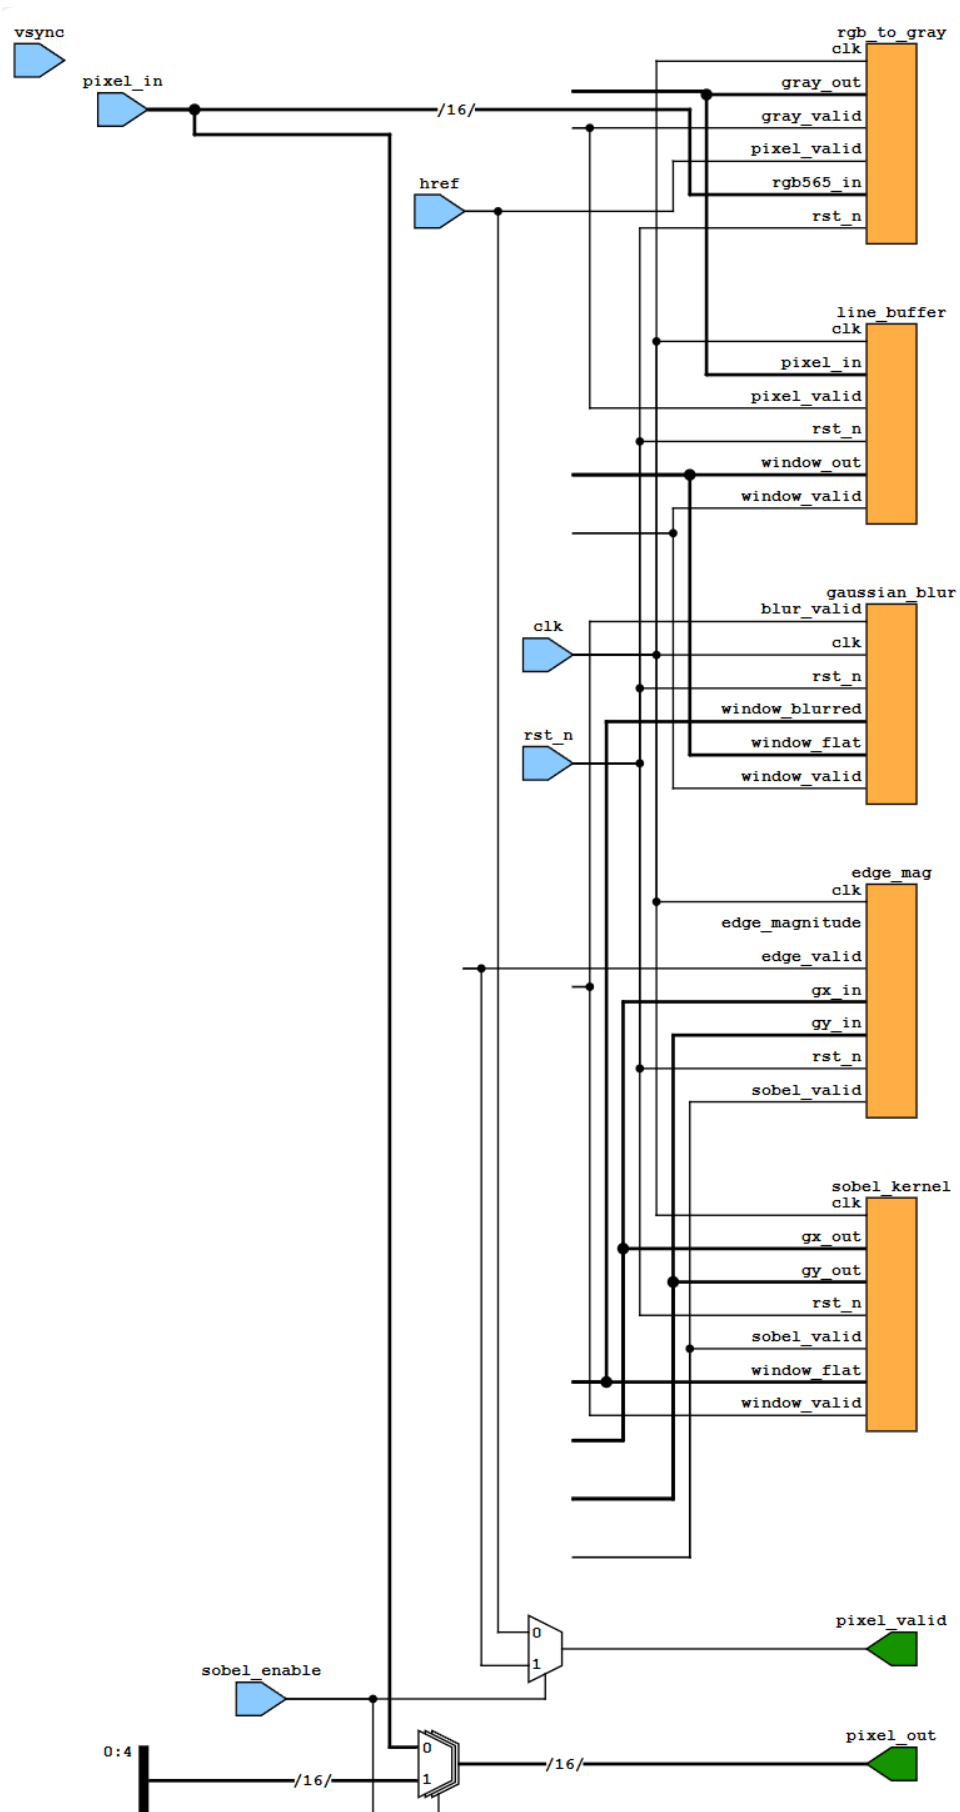 vsync
rgb_to_gray
clk
pixel_in
gray_out
/16/
gray_valid
pixel_valid
href
rgb565_in
rst_n
line_buffer
clk
pixel_in
pixel_valid
rst_n
window_out
window_valid
gaussian_blur
blur_valid
clk
clk
rst_n
window_blurred
rst_n
window_flat
window_valid
edge_mag
clk
edge_magnitude
edge_valid
gx_in
gy_in
rst_n
sobel_valid
sobel_kernel
clk
gx_out
gy_out
rst_n
sobel_valid
window_flat
window_valid
pixel_valid
0
1
sobel_enable
pixel_out
0:4
0
/16/
/16/
1